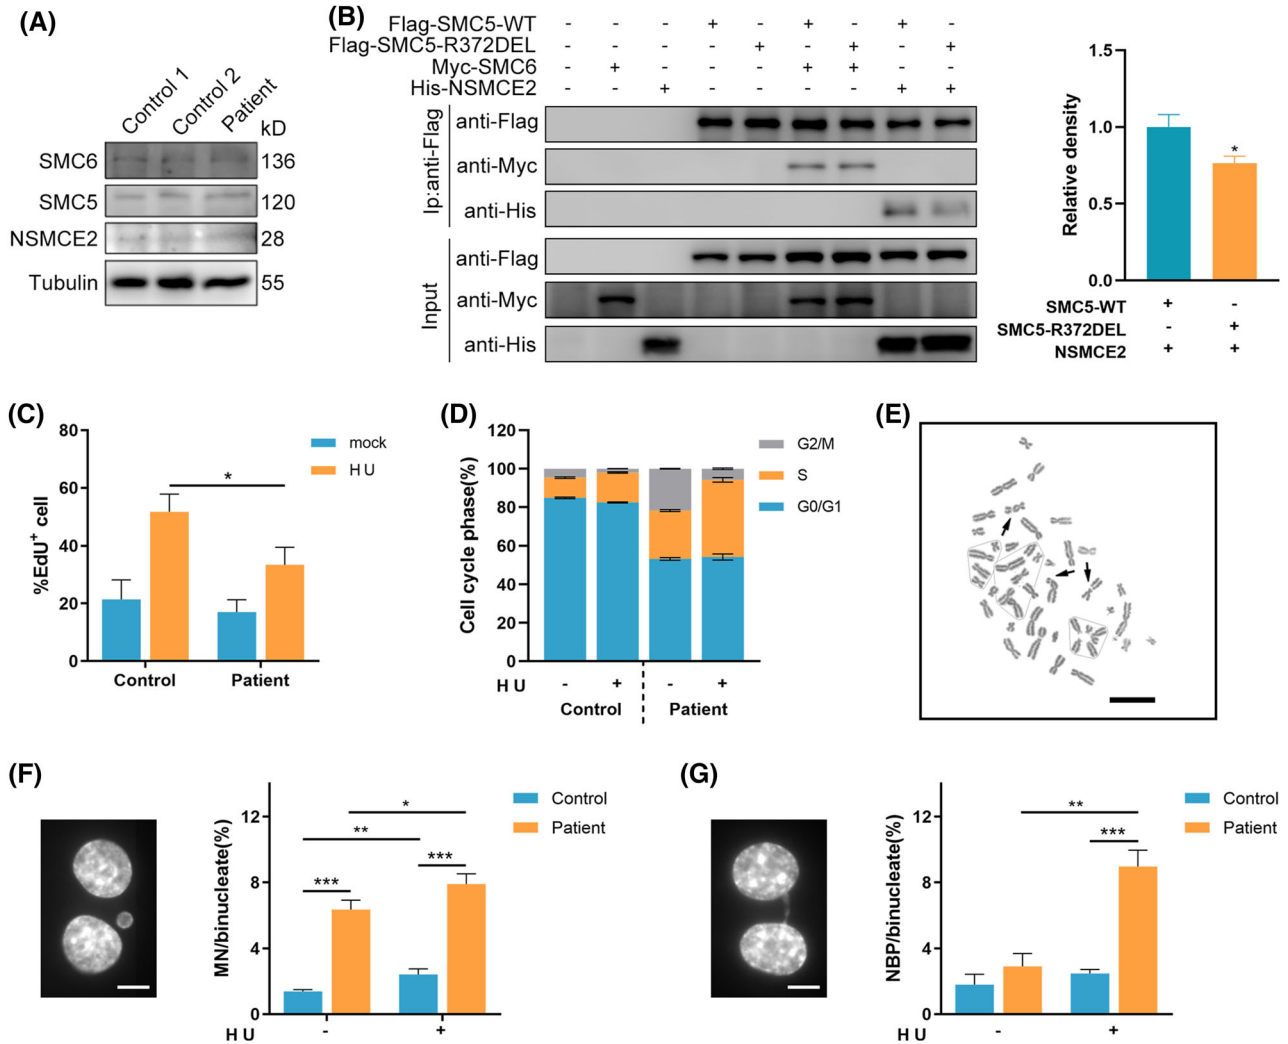 (A)
Control 1 Control 2 Patient kD
SMC6 136
SMC5 120
NSMCE2 28
Tubulin 55
(B)
Flag-SMC5-WT - - - + - + - + -
Flag-SMC5-R372DEL - - - - + - + - +
Myc-SMC6 - + - - - + + - -
His-NSMCE2 - - + - - - - + +
Ip:anti-Flag
anti-Flag
anti-Myc
anti-His
Input
anti-Flag
anti-Myc
anti-His
Relative density
1.5
1.0
0.5
0.0
*
SMC5-WT + -
SMC5-R372DEL - +
NSMCE2 + +
(C)
%EdU+ cell
80
60
40
20
0
*
mock
HU
Control Patient
(D)
Cell cycle phase(%)
120
100
80
60
40
20
0
G2/M
S
G0/G1
HU - + - +
Control Patient
(E)
(F)
MN/binucleate(%)
12
8
4
0
*
**
***
***
Control
Patient
HU - +
(G)
NBP/binucleate(%)
12
8
4
0
**
***
Control
Patient
HU - +